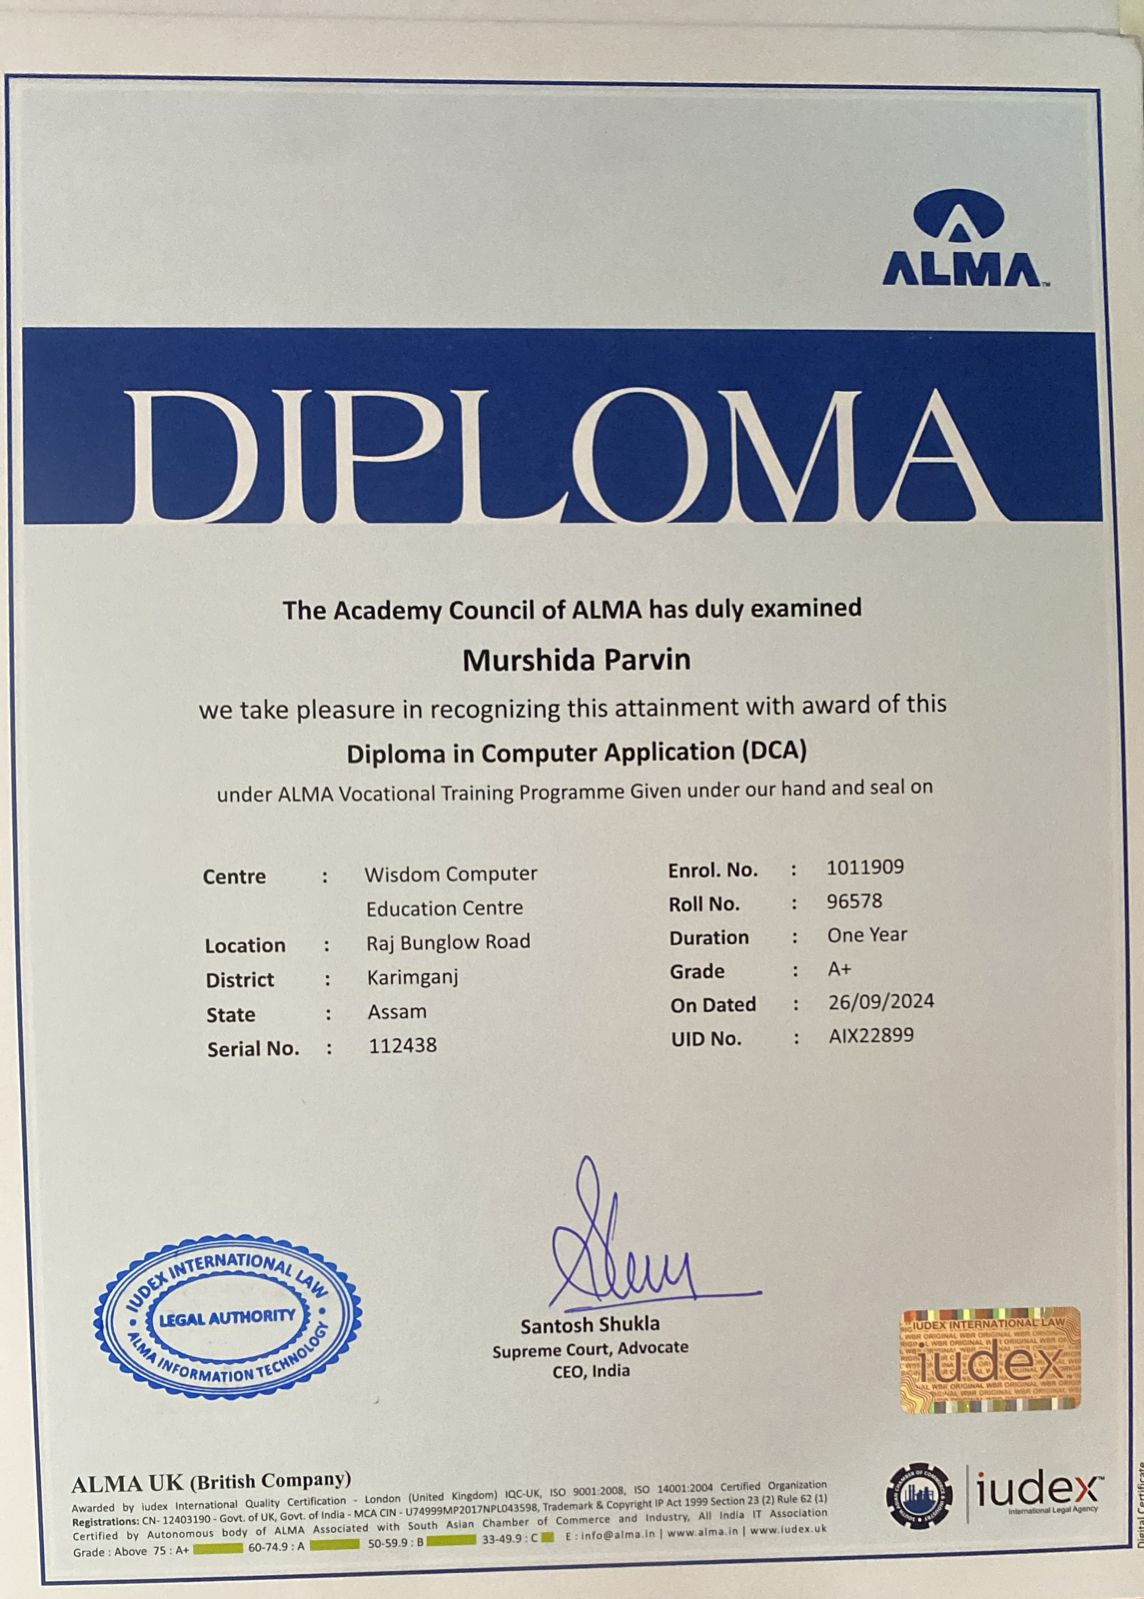 ALMA™
DIPLOMA
The Academy Council of ALMA has duly examined
Murshida Parvin
we take pleasure in recognizing this attainment with award of this
Diploma in Computer Application (DCA)
under ALMA Vocational Training Programme Given under our hand and seal on
Centre : Wisdom Computer
Education Centre
Location : Raj Bunglow Road
District : Karimganj
State : Assam
Serial No. : 112438
Enrol. No. : 1011909
Roll No. : 96578
Duration : One Year
Grade : A+
On Dated : 26/09/2024
UID No. : AIX22899
IUDEX INTERNATIONAL LAW
LEGAL AUTHORITY
ALMA INFORMATION TECHNOLOGY
Santosh Shukla
Supreme Court, Advocate
CEO, India
IUDEX INTERNATIONAL LAW
iudex
ALMA UK (British Company)
Awarded by iudex International Quality Certification - London (United Kingdom) IQC-UK, ISO 9001:2008, ISO 14001:2004 Certified Organization
Registrations: CN- 12403190 - Govt. of UK, Govt. of India - MCA CIN - U74999MP2017NPL043598, Trademark & Copyright IP Act 1999 Section 23 (2) Rule 62 (1)
Certified by Autonomous body of ALMA Associated with South Asian Chamber of Commerce and Industry, All India IT Association
Grade : Above 75 : A+ 60-74.9 : A 50-59.9 : B 33-49.9 : C E : info@alma.in | www.alma.in | www.iudex.uk
iudex™
International Legal Agency
Digital Certificate